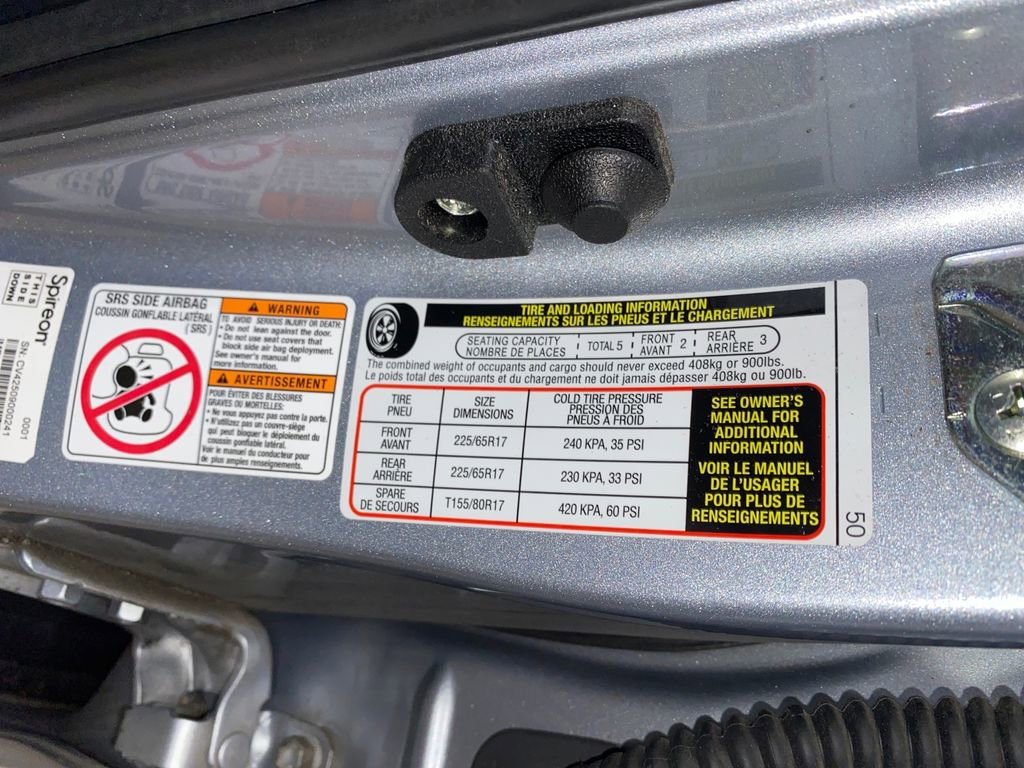 Spireon
THIS
SIDE
DOWN
0001
SN: CV42509000241
SRS SIDE AIRBAG
COUSSIN GONFLABLE LATÉRAL
( SRS )
WARNING
TO AVOID SERIOUS INJURY OR DEATH:
• Do not lean against the door.
• Do not use seat covers that
block side air bag deployment.
See owner's manual for
more information.
AVERTISSEMENT
POUR ÉVITER DES BLESSURES
GRAVES OU MORTELLES:
• Ne vous appuyez pas contre la porte.
• N'utilisez pas un couvre-siège
qui peut bloquer le déploiement du
coussin gonflable latéral.
Voir le manuel du conducteur pour
de plus amples renseignements.
TIRE AND LOADING INFORMATION
RENSEIGNEMENTS SUR LES PNEUS ET LE CHARGEMENT
SEATING CAPACITY
NOMBRE DE PLACES
TOTAL 5
FRONT
AVANT 2
REAR
ARRIÈRE 3
The combined weight of occupants and cargo should never exceed 408kg or 900lbs.
Le poids total des occupants et du chargement ne doit jamais dépasser 408kg ou 900lb.
TIRE
PNEU
SIZE
DIMENSIONS
COLD TIRE PRESSURE
PRESSION DES
PNEUS À FROID
FRONT
AVANT
225/65R17
240 KPA, 35 PSI
REAR
ARRIÈRE
225/65R17
230 KPA, 33 PSI
SPARE
DE SECOURS
T155/80R17
420 KPA, 60 PSI
SEE OWNER'S
MANUAL FOR
ADDITIONAL
INFORMATION
VOIR LE MANUEL
DE L'USAGER
POUR PLUS DE
RENSEIGNEMENTS
50